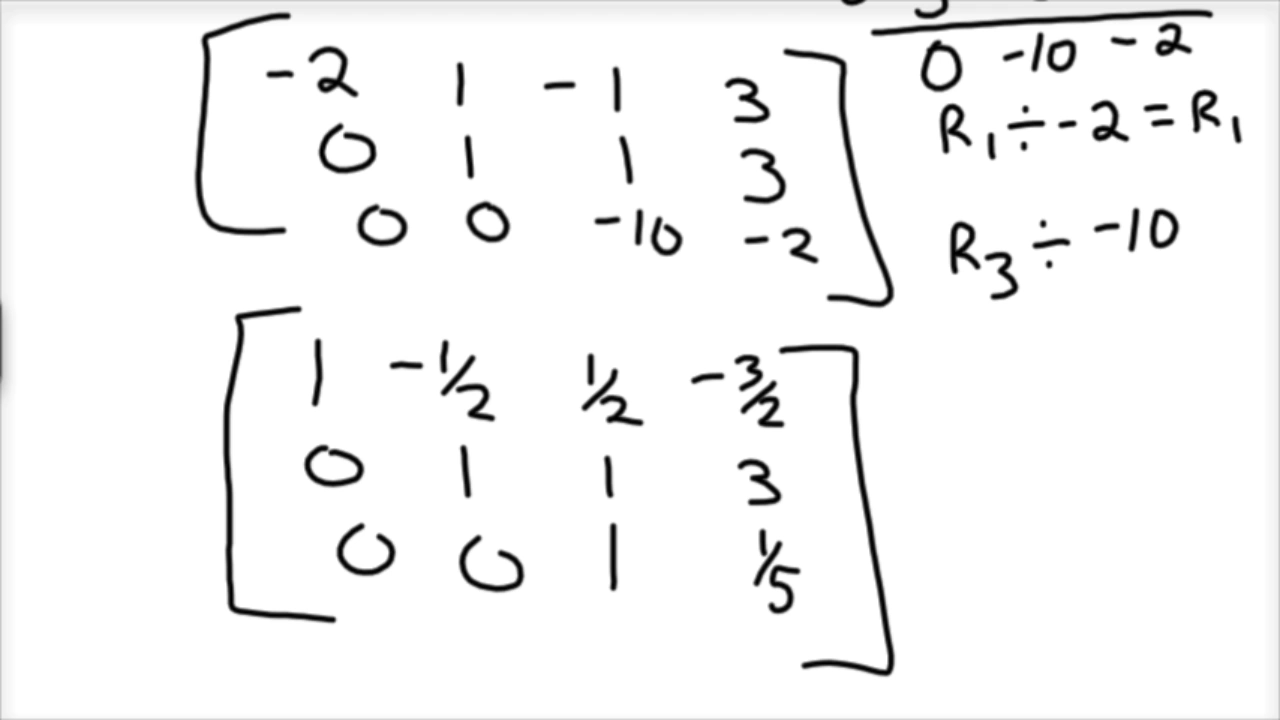 0 -10 -2
-2 1 -1 3
0 1 1 3
0 0 -10 -2
R1 ÷ -2 = R1
R3 ÷ -10
1 -1/2 1/2 -3/2
0 1 1 3
0 0 1 1/5